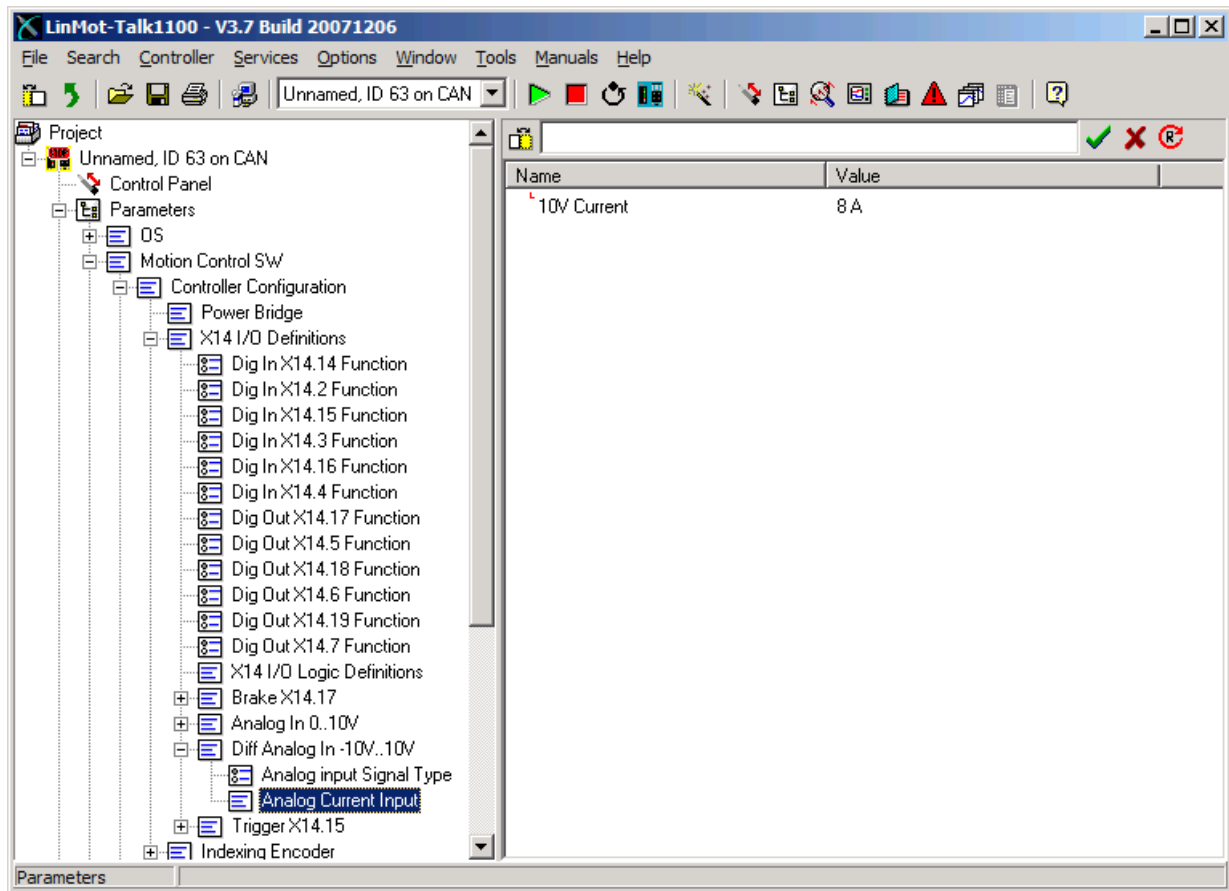 LinMot-Talk1100 - V3.7 Build 20071206
File Search Controller Services Options Window Tools Manuals Help
Unnamed, ID 63 on CAN
Project
Unnamed, ID 63 on CAN
Control Panel
Parameters
OS
Motion Control SW
Controller Configuration
Power Bridge
X14 I/O Definitions
Dig In X14.14 Function
Dig In X14.2 Function
Dig In X14.15 Function
Dig In X14.3 Function
Dig In X14.16 Function
Dig In X14.4 Function
Dig Out X14.17 Function
Dig Out X14.5 Function
Dig Out X14.18 Function
Dig Out X14.6 Function
Dig Out X14.19 Function
Dig Out X14.7 Function
X14 I/O Logic Definitions
Brake X14.17
Analog In 0..10V
Diff Analog In -10V..10V
Analog input Signal Type
Analog Current Input
Trigger X14.15
Indexing Encoder
Name Value
L 10V Current 8 A
Parameters